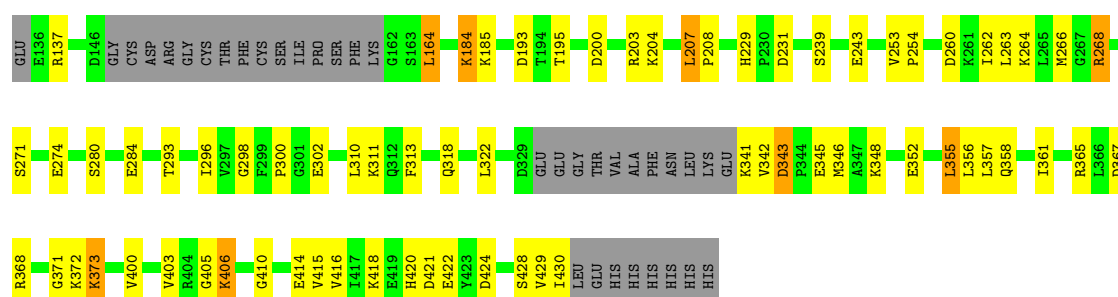 GLU E136 R137 D146 GLY CYS ASP ARG GLY CYS THR PHE CYS SER ILE PRO SER PHE LYS G162 S163 L164 K184 K185 D193 T194 T195 D200 R203 K204 L207 P208 H229 P230 D231 S239 E243 V253 P254 D260 K261 I262 L263 K264 L265 M266 G267 R268
S271 E274 S280 E284 T293 I296 V297 G298 F299 P300 G301 E302 L310 K311 Q312 F313 Q318 L322 D329 GLU GLU GLY THR VAL ALA PHE ASN LEU LYS GLU K341 V342 D343 P344 E345 M346 A347 K348 E352 L355 L356 L357 Q358 I361 R365 L366 D367
R368 G371 K372 K373 V400 V403 R404 G405 K406 G410 E414 V415 V416 I417 K418 E419 H420 D421 E422 Y423 D424 S428 V429 I430 LEU GLU HIS HIS HIS HIS HIS HIS